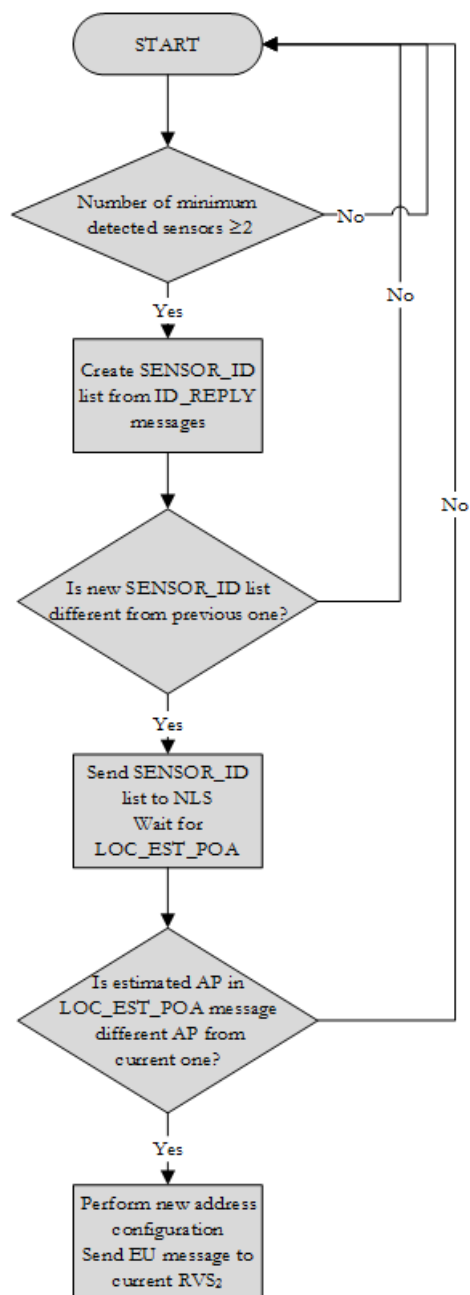 START
Number of minimum
detected sensors ≥2
No
Yes
Create SENSOR_ID
list from ID_REPLY
messages
No
Is new SENSOR_ID list
different from previous one?
No
Yes
Send SENSOR_ID
list to NLS
Wait for
LOC_EST_POA
Is estimated AP in
LOC_EST_POA message
different AP from
current one?
Yes
Perform new address
configuration
Send EU message to
current RVS₂